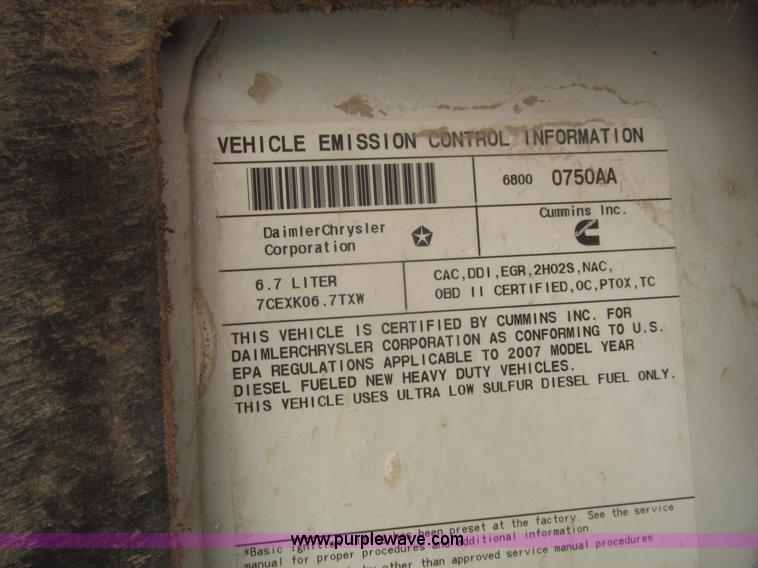 VEHICLE EMISSION CONTROL INFORMATION
6800 0750AA
DaimlerChrysler
Corporation
Cummins Inc.
6.7 LITER
7CEXK06.7TXW
CAC,DDI,EGR,2HO2S,NAC,
OBD II CERTIFIED,OC,PTOX,TC
THIS VEHICLE IS CERTIFIED BY CUMMINS INC. FOR
DAIMLERCHRYSLER CORPORATION AS CONFORMING TO U.S.
EPA REGULATIONS APPLICABLE TO 2007 MODEL YEAR
DIESEL FUELED NEW HEAVY DUTY VEHICLES.
THIS VEHICLE USES ULTRA LOW SULFUR DIESEL FUEL ONLY.
*Basic been preset at the factory. See the service
manual for proper procedures and additional information.
by other than approved service manual procedures
www.purplewave.com